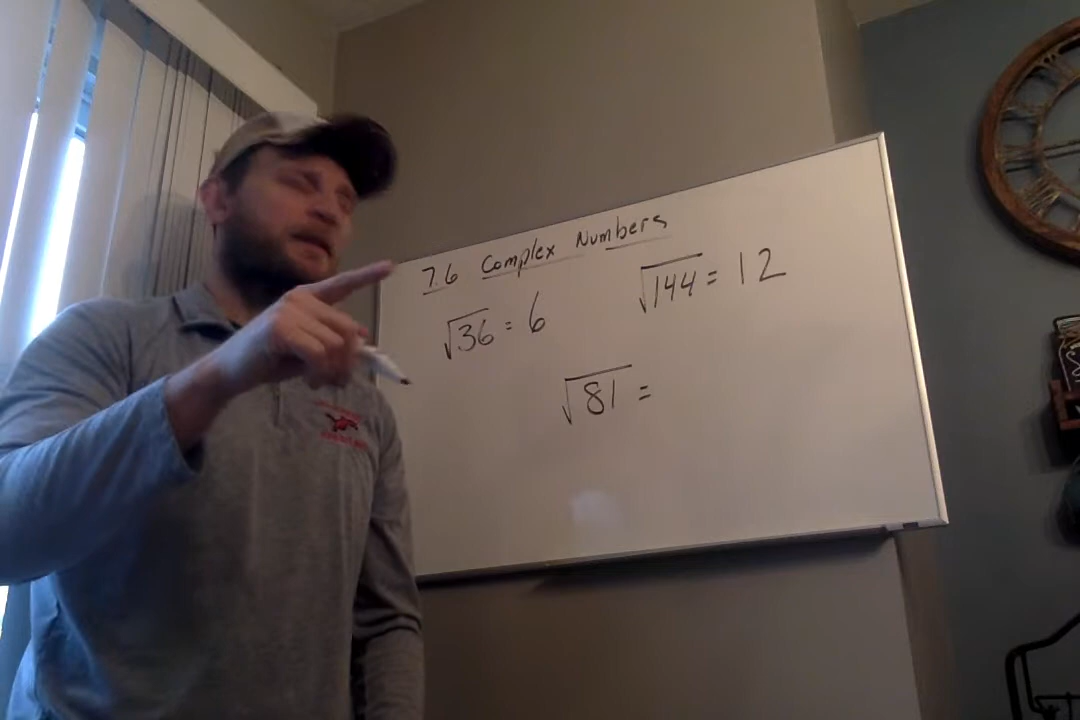 7.6 Complex Numbers
√36 = 6
√144 = 12
√81 =